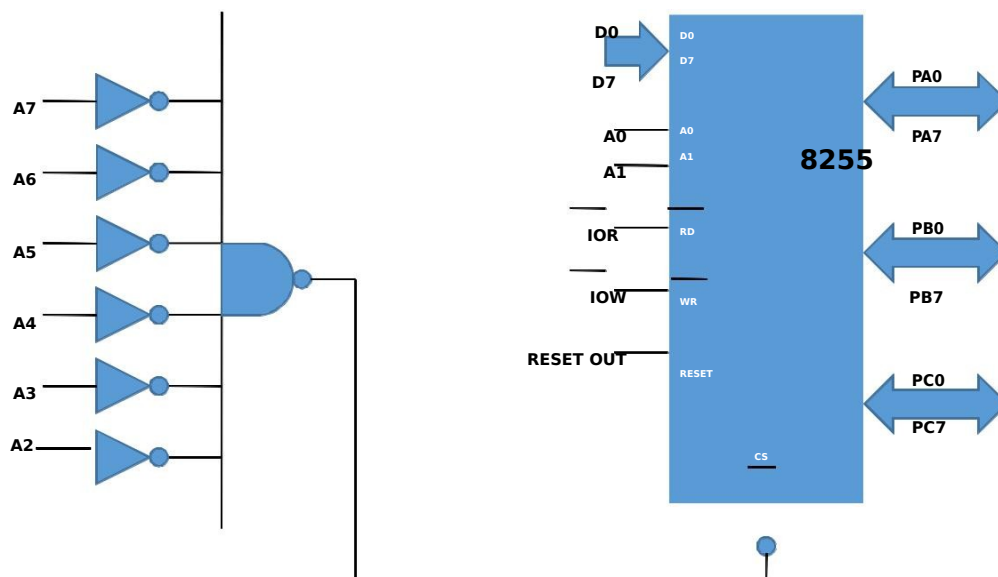 A7
A6
A5
A4
A3
A2
D0
D7
A0
A1
IOR
IOW
RESET OUT
D0
D7
A0
A1
RD
WR
RESET
CS
8255
PA0
PA7
PB0
PB7
PC0
PC7